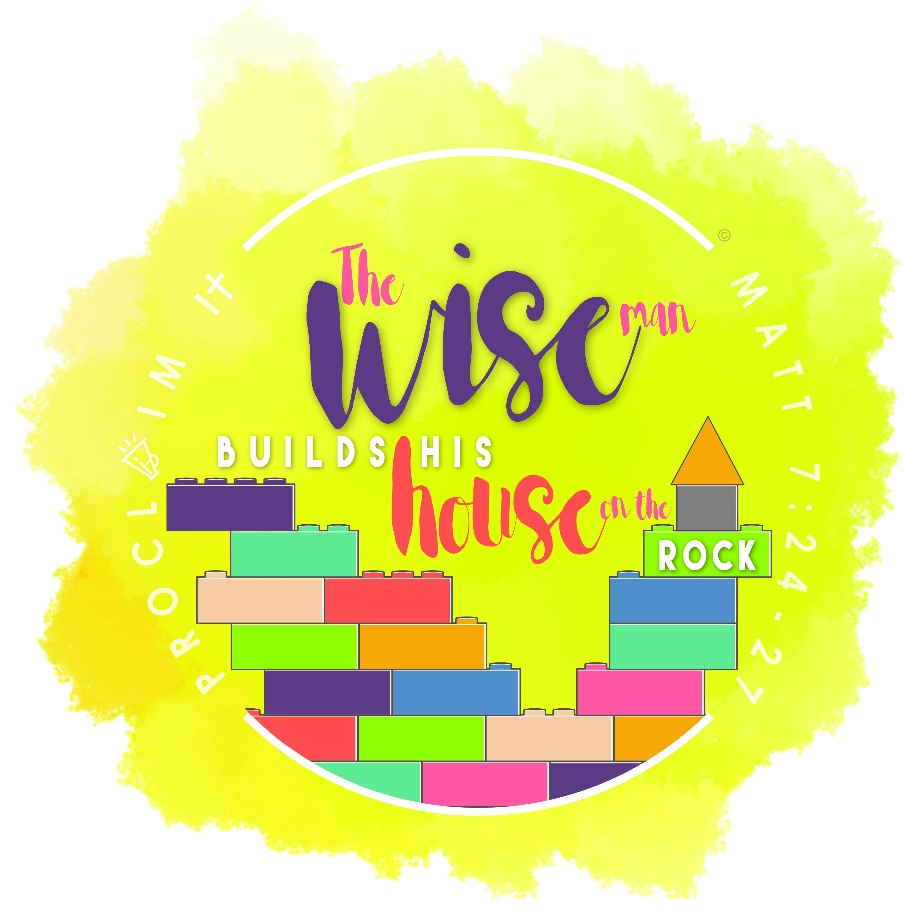 The
wise
man
BUILDS HIS
house
on the
ROCK
PROCLAIM It
MATT 7:24-27
©